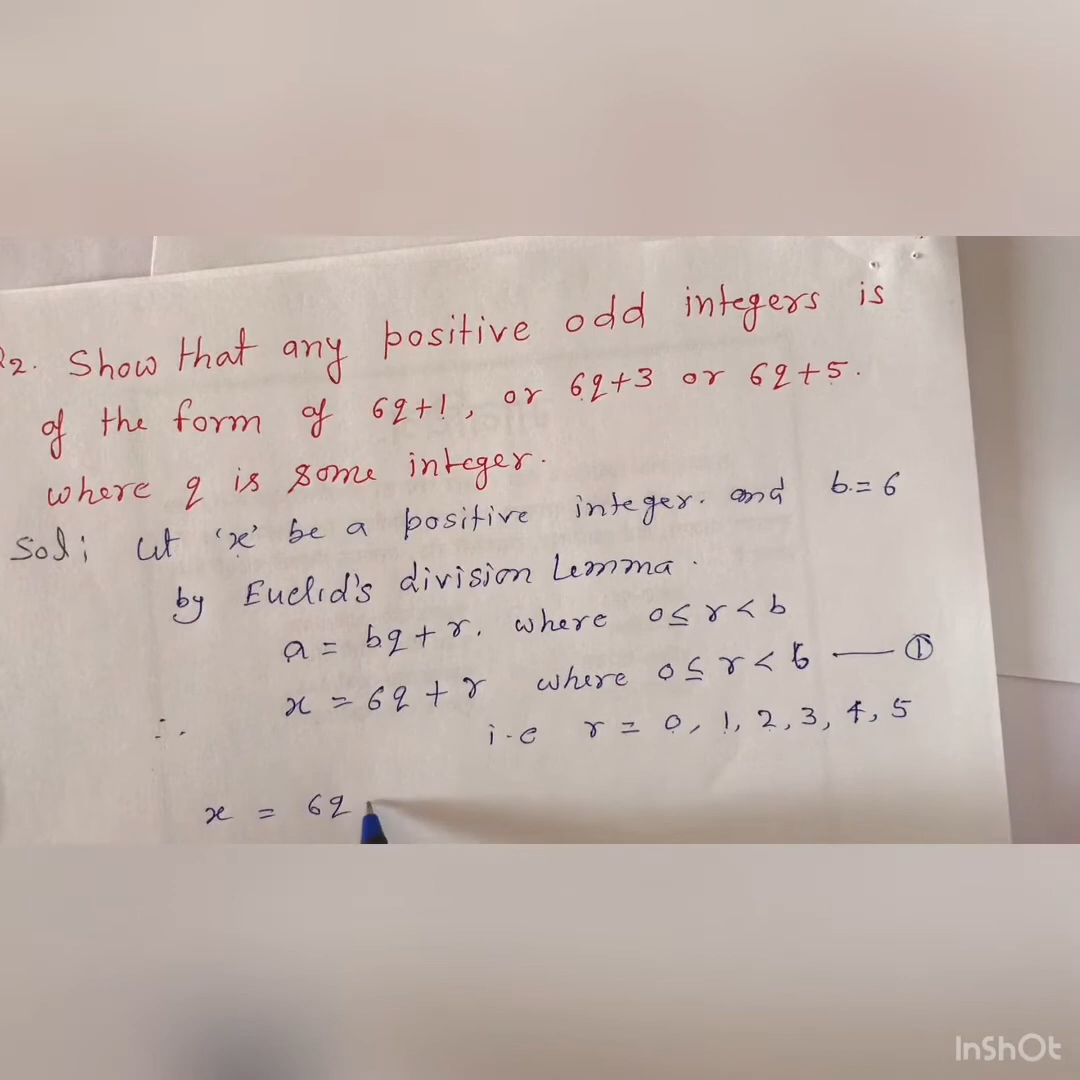 2. Show that any positive odd integers is
of the form of 6q+1, or 6q+3 or 6q+5.
where q is some integer.
Sol; Let 'x' be a positive integer. and b = 6
by Euclid's division Lemma.
a = bq + r. where 0 ≤ r < b
∴ x = 6q + r where 0 ≤ r < 6 — ①
i.e r = 0, 1, 2, 3, 4, 5
x = 6q
InShOt